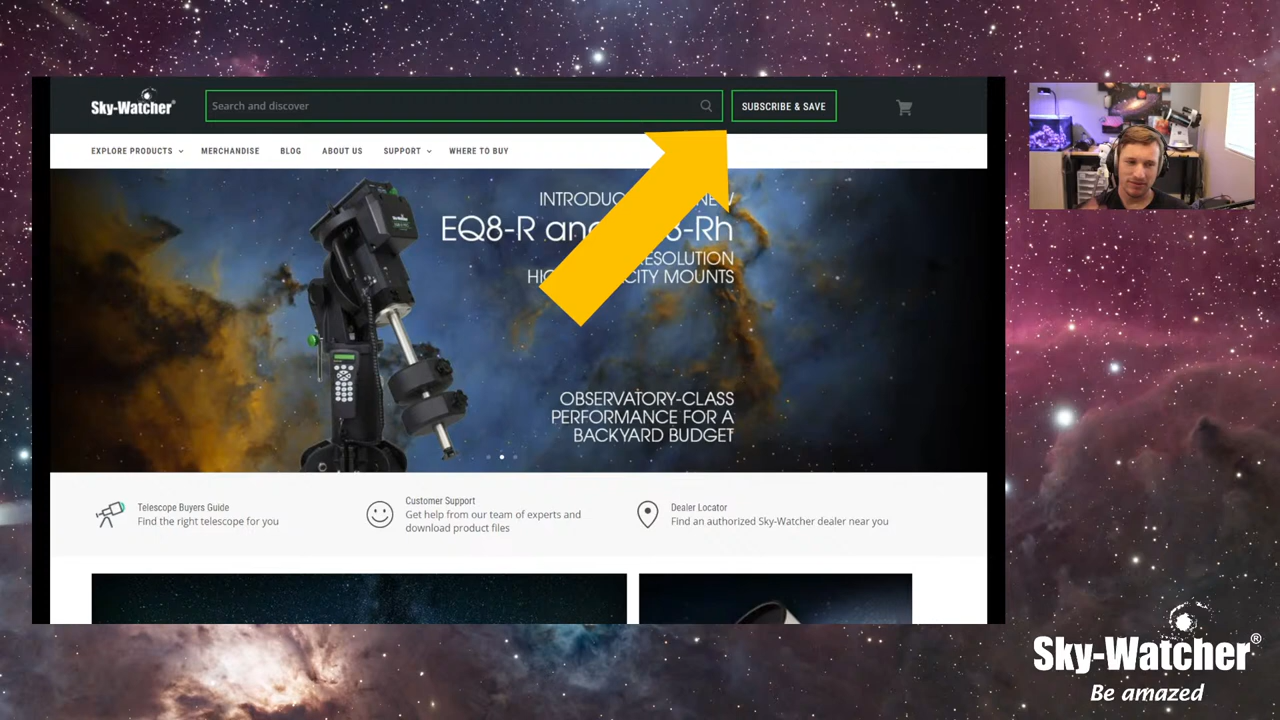 Sky-Watcher®
Search and discover
SUBSCRIBE & SAVE
EXPLORE PRODUCTS
MERCHANDISE
BLOG
ABOUT US
SUPPORT
WHERE TO BUY
EQ8-R
HIGH
RESOLUTION
MOUNTS
OBSERVATORY-CLASS
PERFORMANCE FOR A
BACKYARD BUDGET
Telescope Buyers Guide
Find the right telescope for you
Customer Support
Get help from our team of experts and
download product files
Dealer Locator
Find an authorized Sky-Watcher dealer near you
Sky-Watcher®
Be amazed